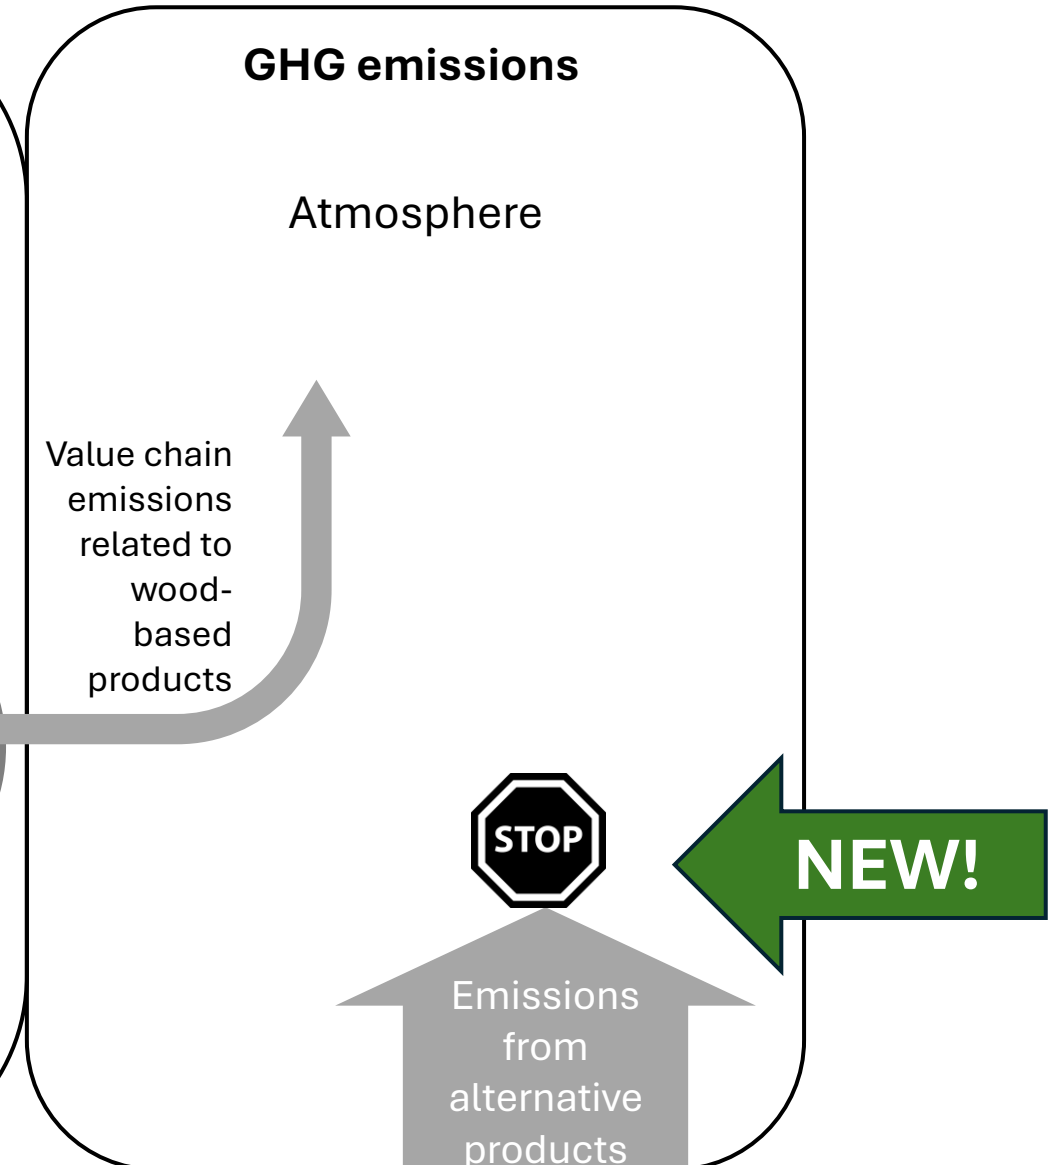 GHG emissions
Atmosphere
Value chain
emissions
related to
wood-
based
products
STOP
NEW!
Emissions
from
alternative
products